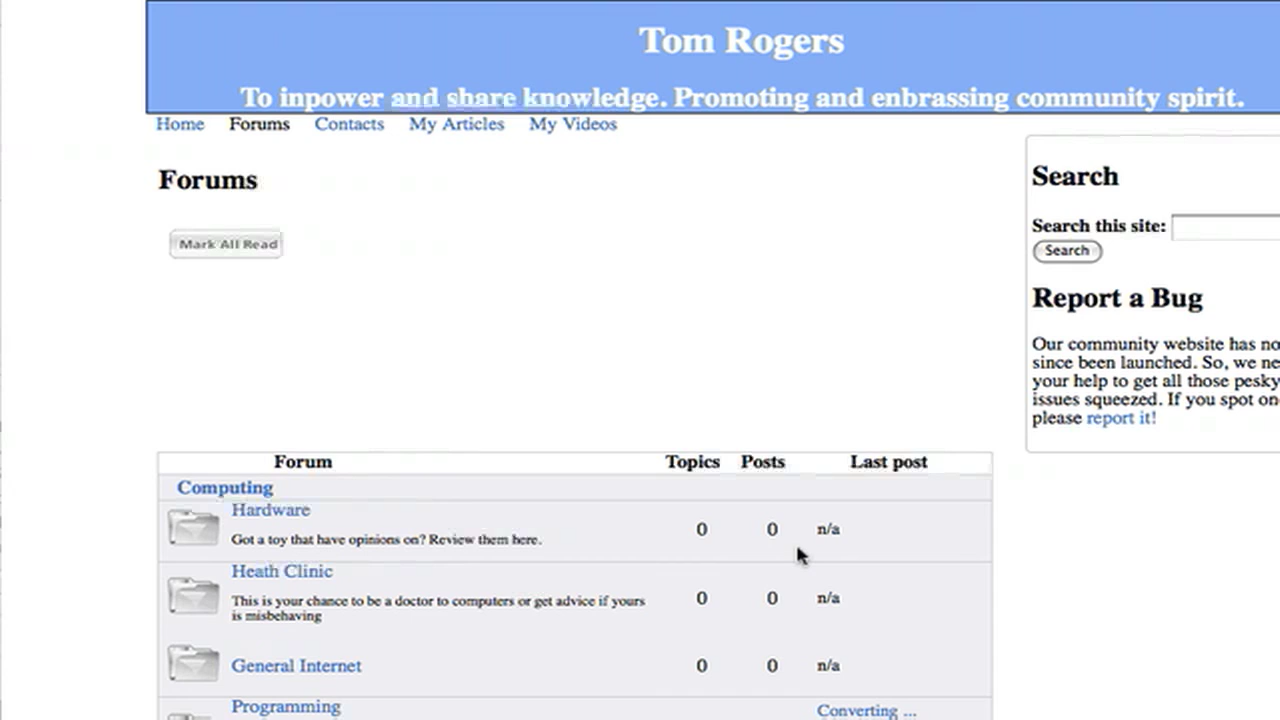 Tom Rogers
To inpower and share knowledge. Promoting and enbrassing community spirit.
Home Forums Contacts My Articles My Videos
Forums
Mark All Read
Search
Search this site:
Search
Report a Bug
Our community website has no
since been launched. So, we ne
your help to get all those pesky
issues squeezed. If you spot on
please report it!
Forum Topics Posts Last post
Computing
Hardware
Got a toy that have opinions on? Review them here.
0 0 n/a
Heath Clinic
This is your chance to be a doctor to computers or get advice if yours
is misbehaving
0 0 n/a
General Internet 0 0 n/a
Programming
Converting ...